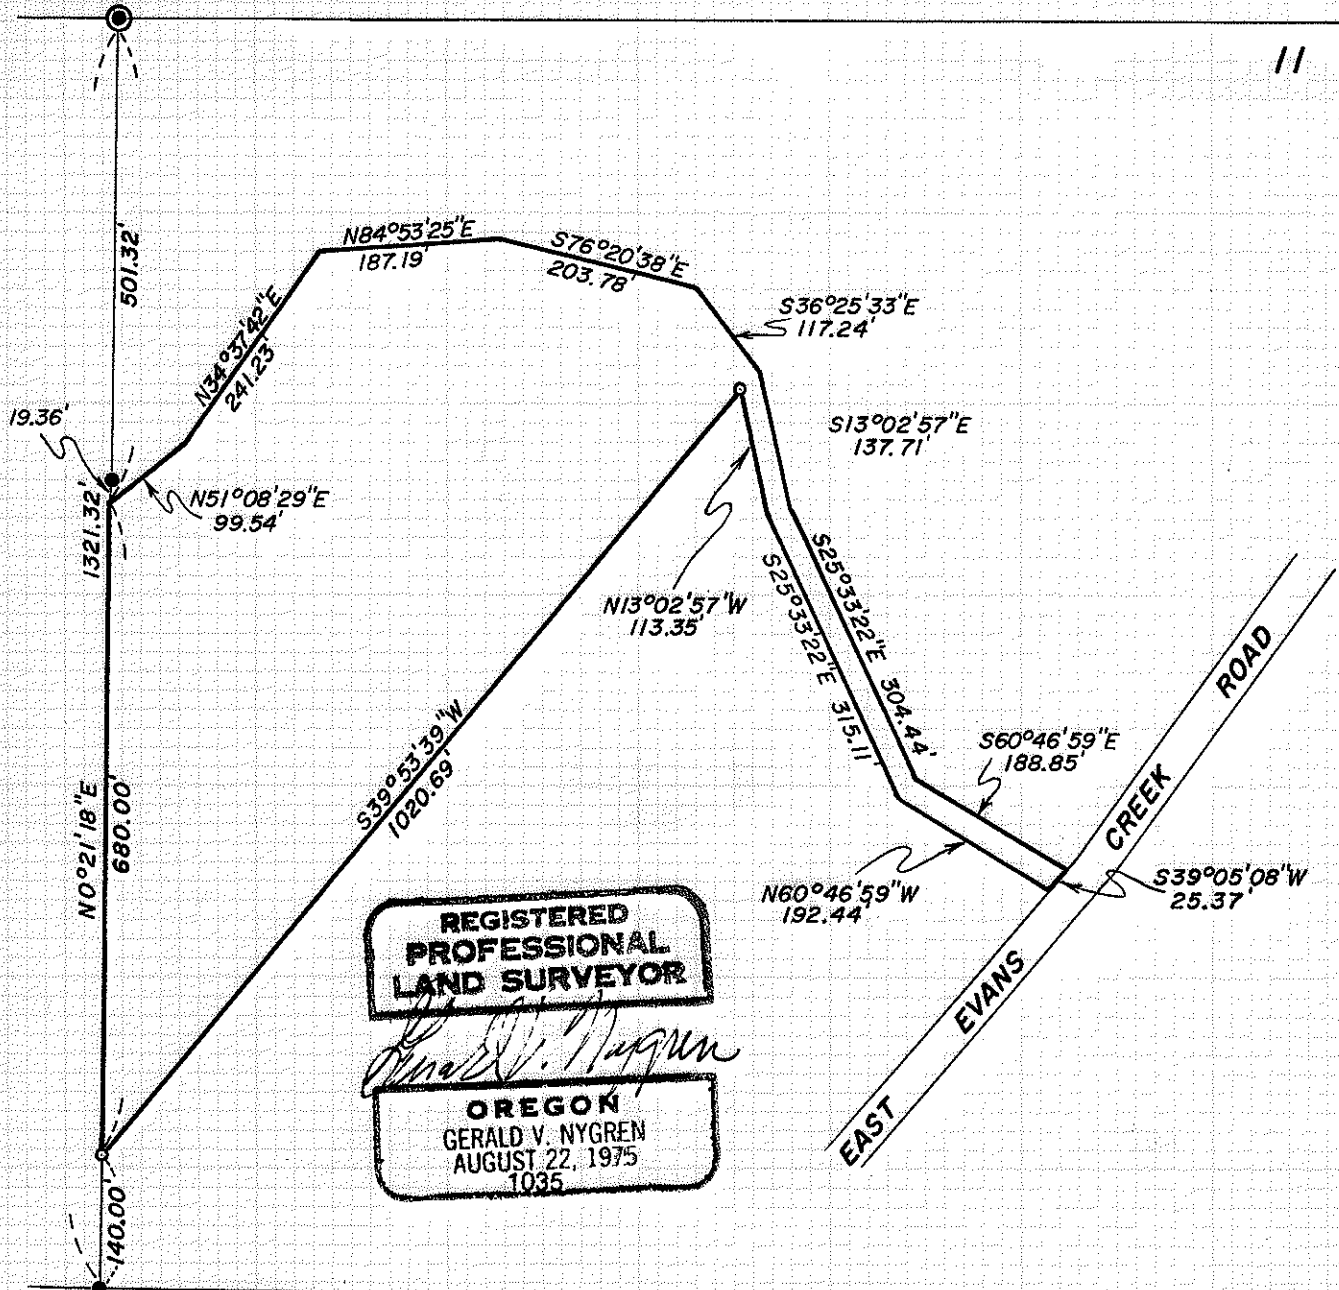 11
501.32'
N84°53'25"E
187.19'
S76°20'38"E
203.78'
S36°25'33"E
117.24'
N34°37'42"E
241.23'
19.36'
S13°02'57"E
137.71'
1321.32'
N51°08'29"E
99.54'
N13°02'57"W
113.35'
S25°33'22"E 315.11'
S25°33'22"E 304.44'
S60°46'59"E
188.85'
S39°53'39"W
1020.69'
N0°21'18"E
680.00'
N60°46'59"W
192.44'
S39°05'08"W
25.37'
EAST EVANS CREEK ROAD
REGISTERED
PROFESSIONAL
LAND SURVEYOR
Gerald V. Nygren
OREGON
GERALD V. NYGREN
AUGUST 22, 1975
1035
140.00'